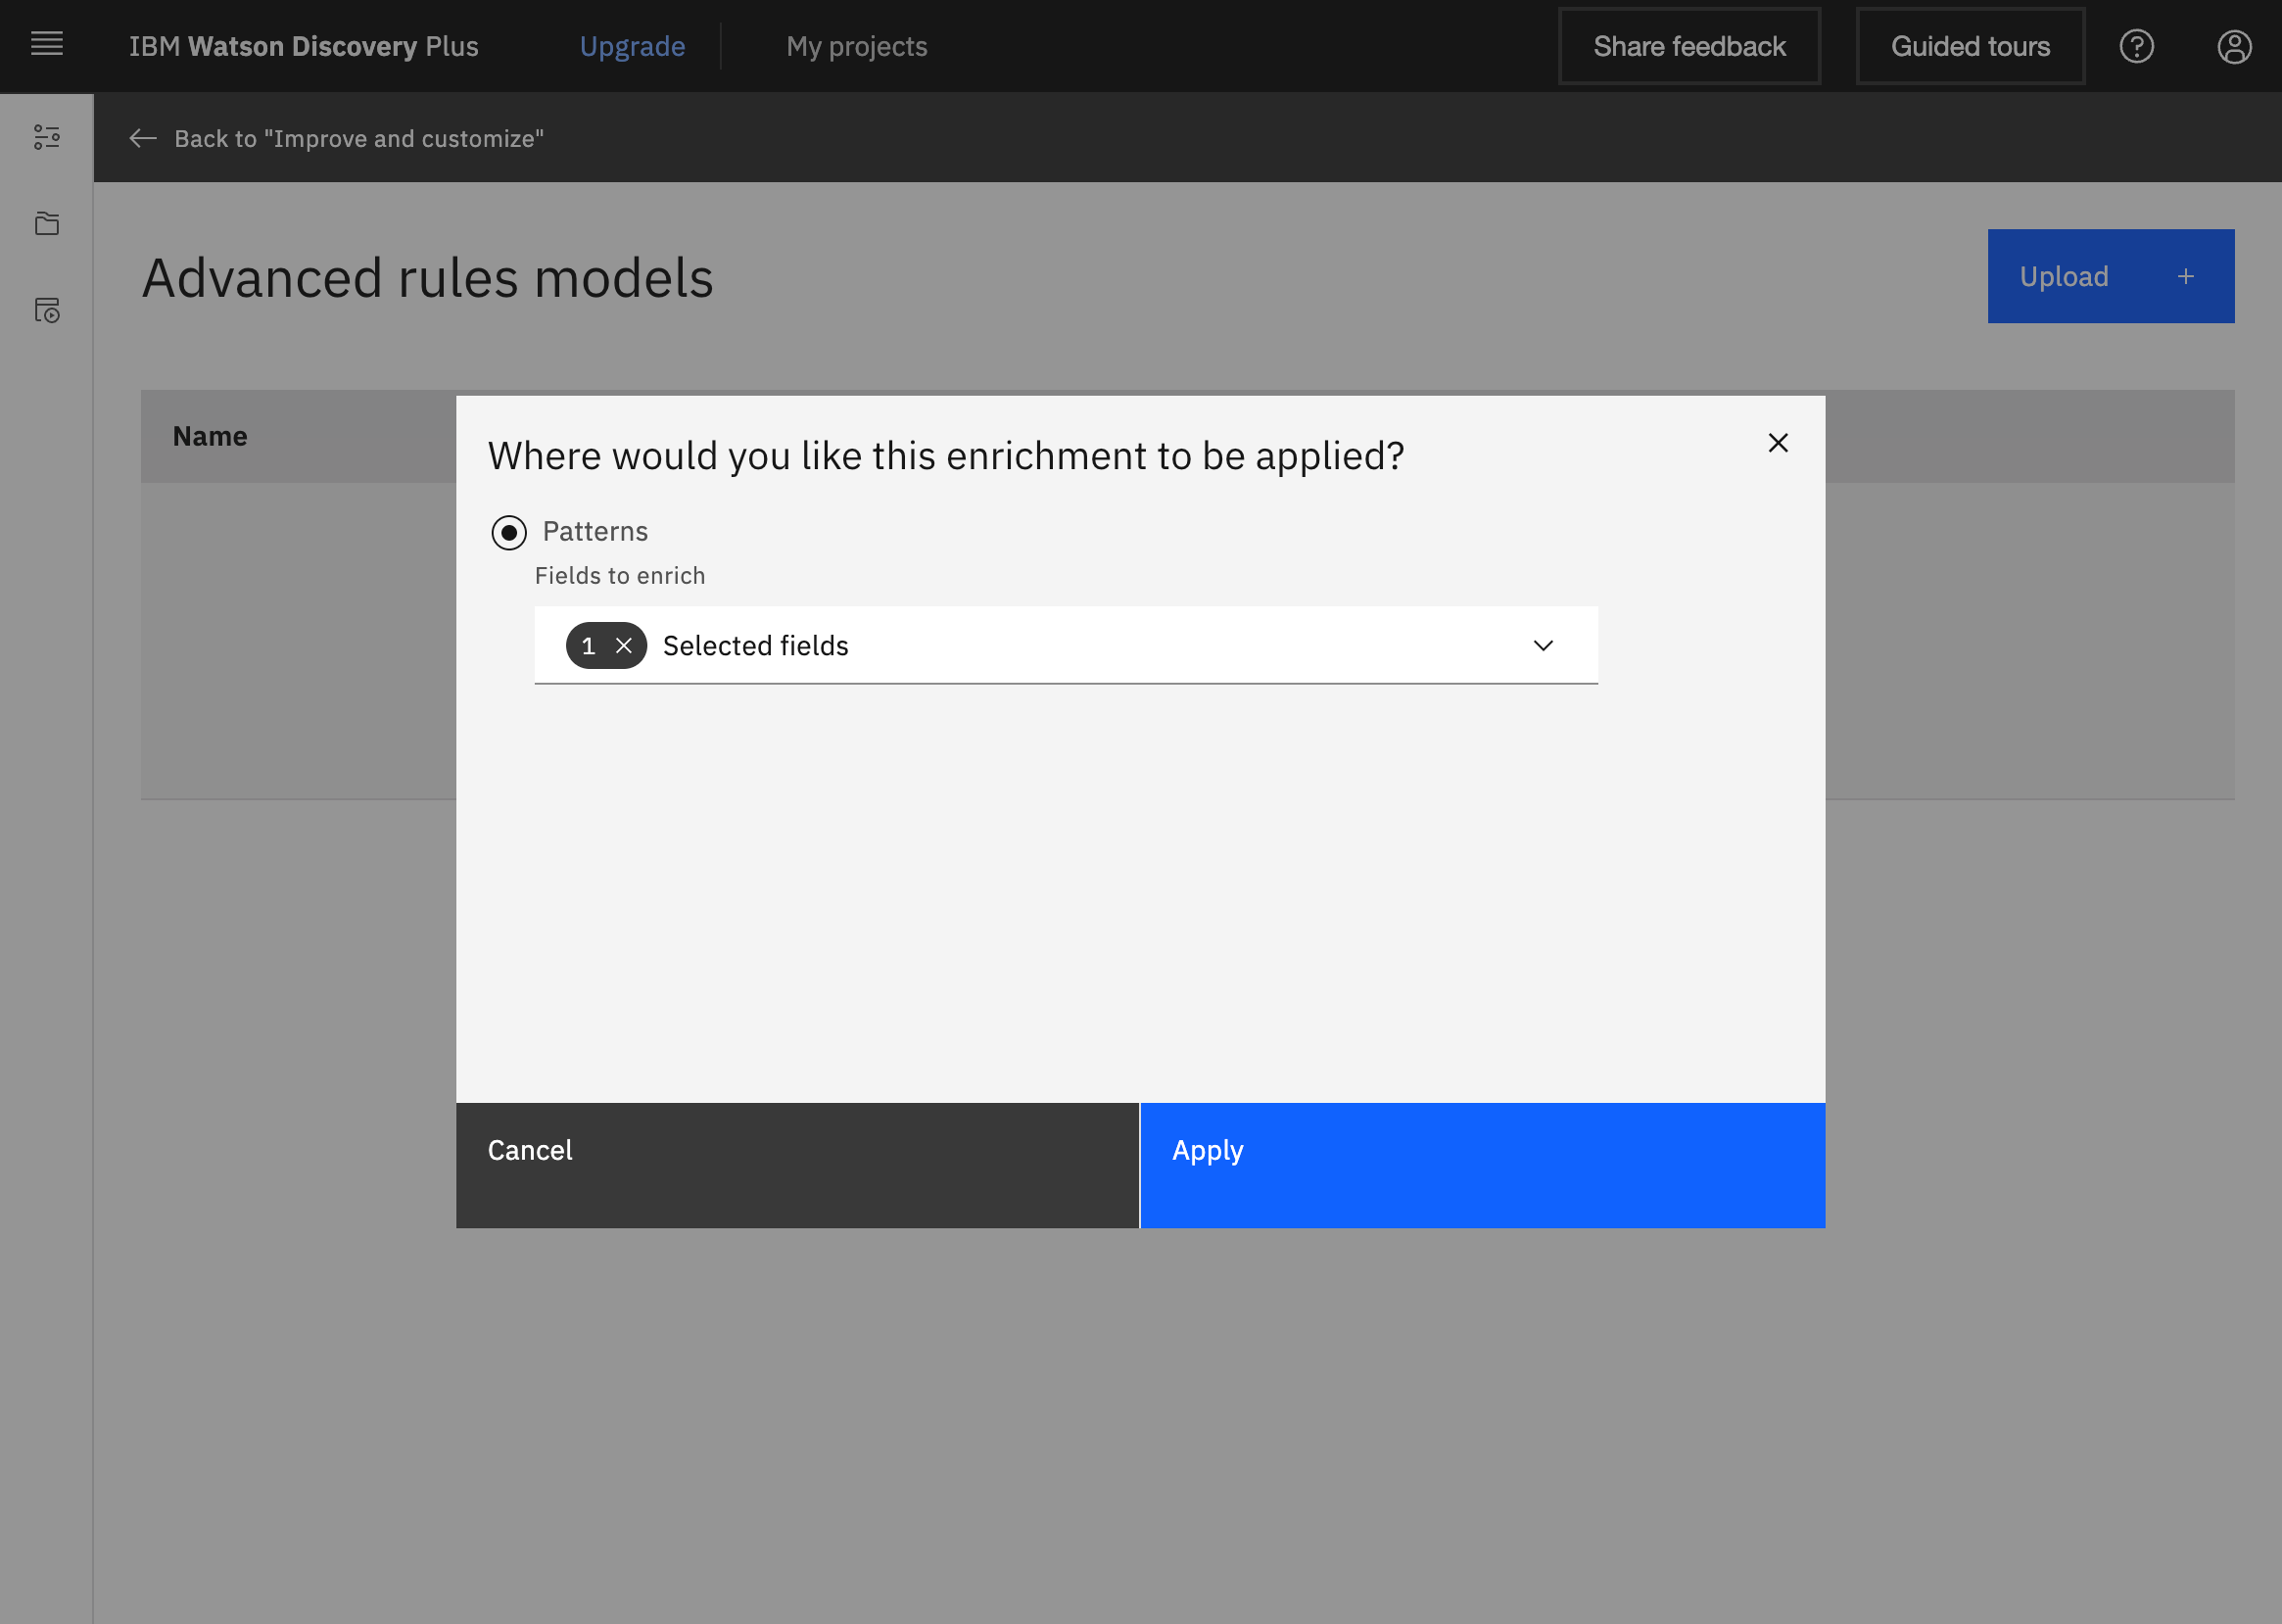 IBM Watson Discovery Plus
Upgrade
My projects
Share feedback
Guided tours
Back to "Improve and customize"
Advanced rules models
Upload
Name
Where would you like this enrichment to be applied?
Patterns
Fields to enrich
1 Selected fields
Cancel
Apply